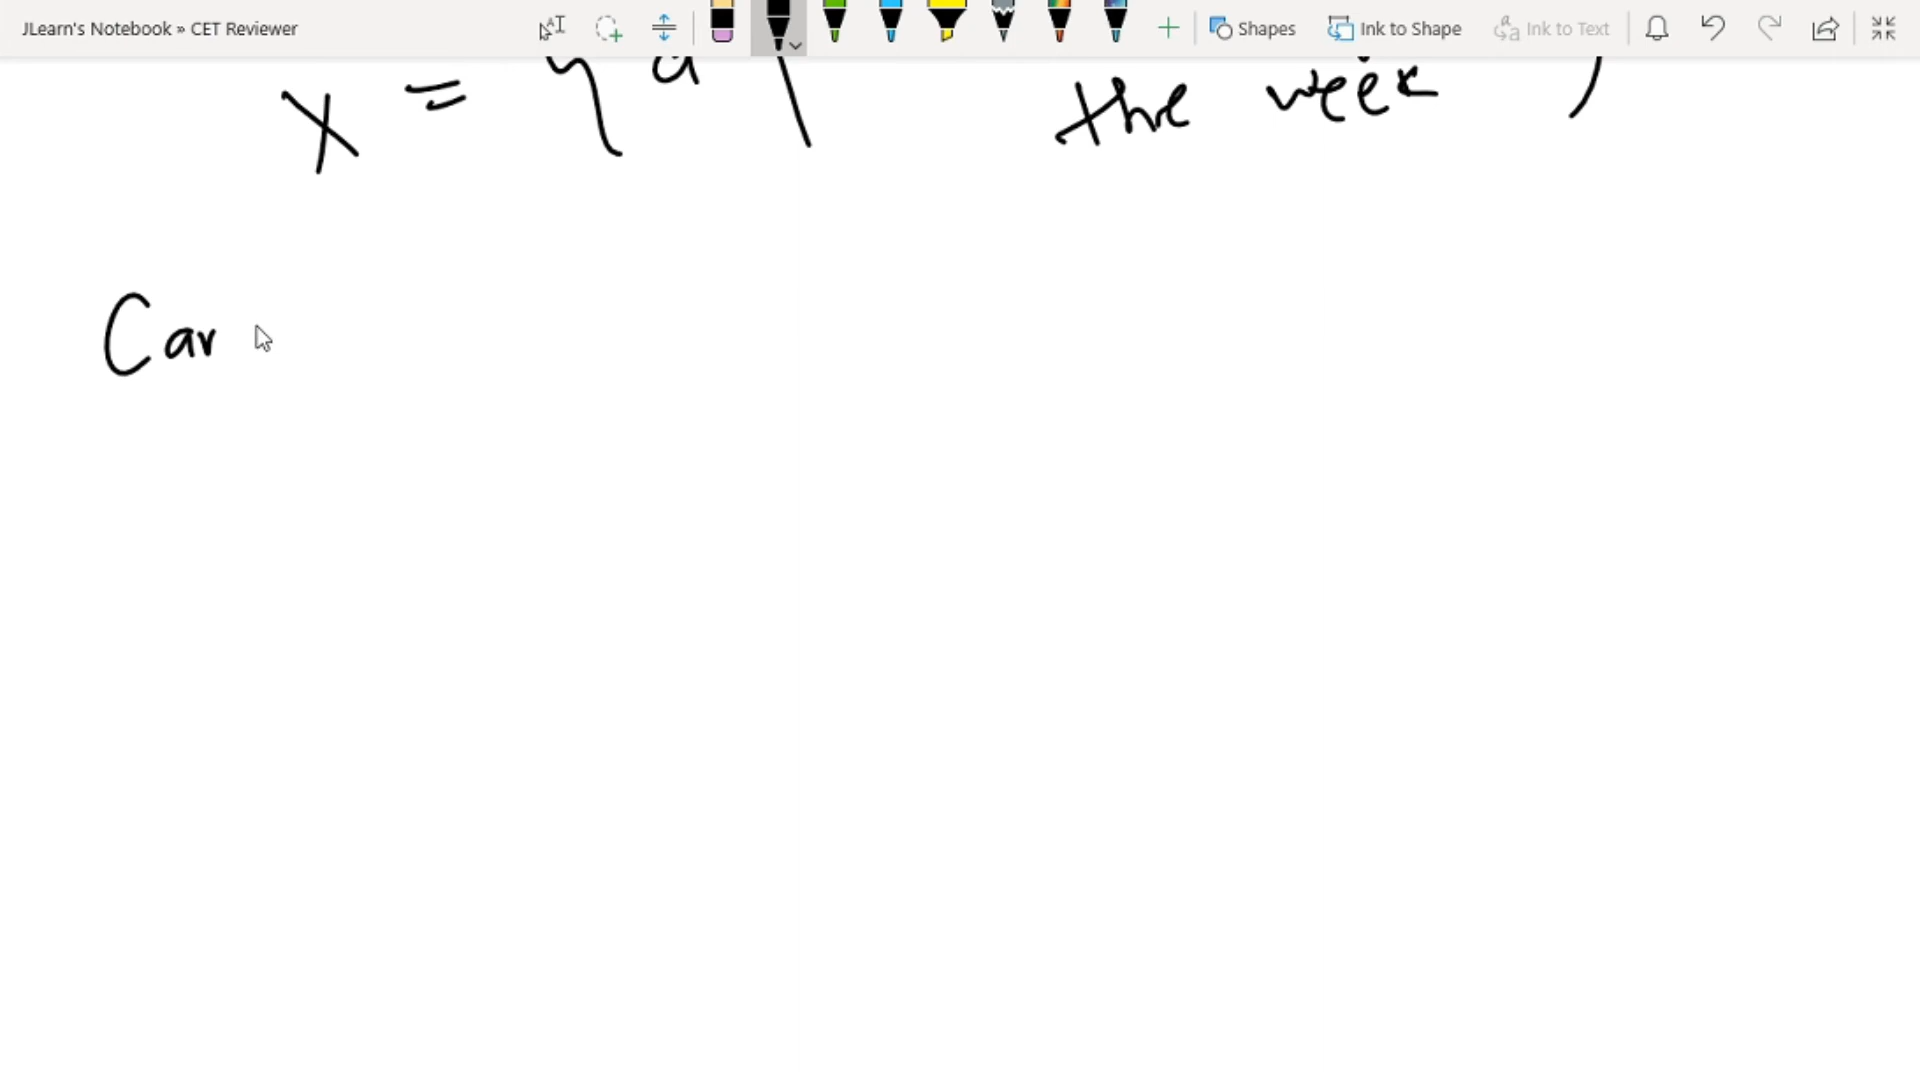 JLearn's Notebook » CET Reviewer Shapes Ink to Shape Ink to Text
X = { a | the week }
Car